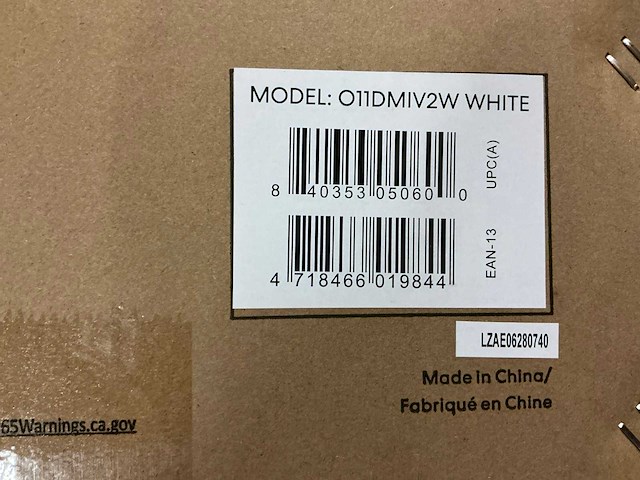 MODEL: O11DMIV2W WHITE
UPC(A)
8 40353 05060 0
EAN-13
4 718466 019844
LZAE06280740
Made in China/
Fabriqué en Chine
65Warnings.ca.gov